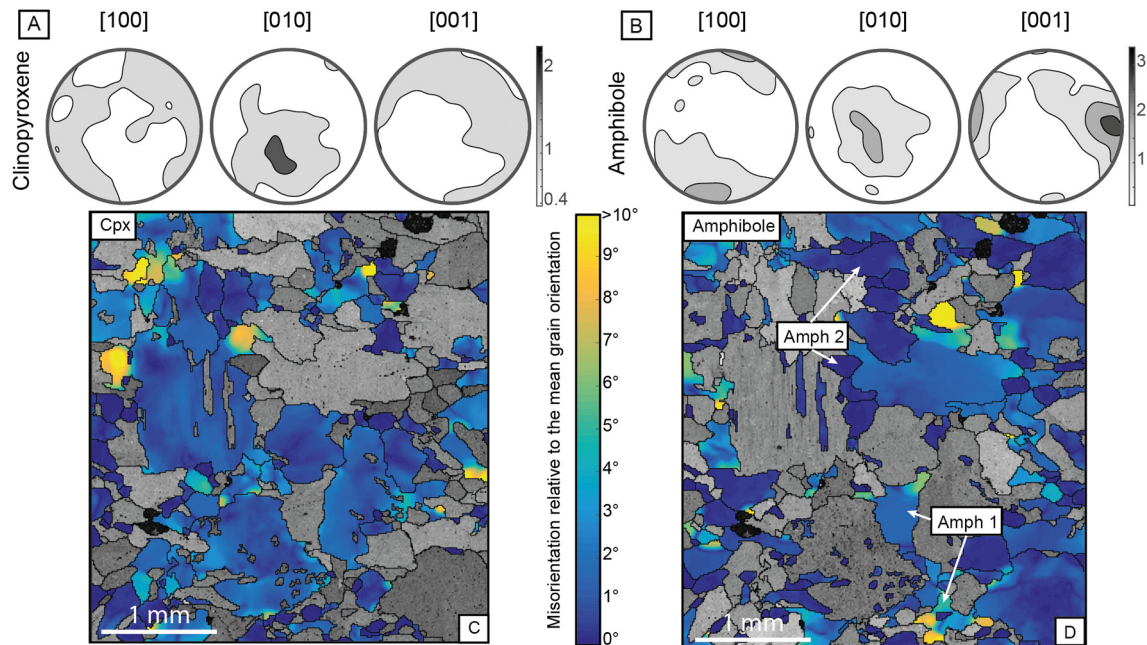 A
[100]
[010]
[001]
Clinopyroxene
2
1
0.4
B
[100]
[010]
[001]
Amphibole
3
2
1
Cpx
1 mm
C
>10°
9°
8°
7°
6°
5°
4°
3°
2°
1°
0°
Misorientation relative to the mean grain orientation
Amphibole
Amph 2
Amph 1
1 mm
D